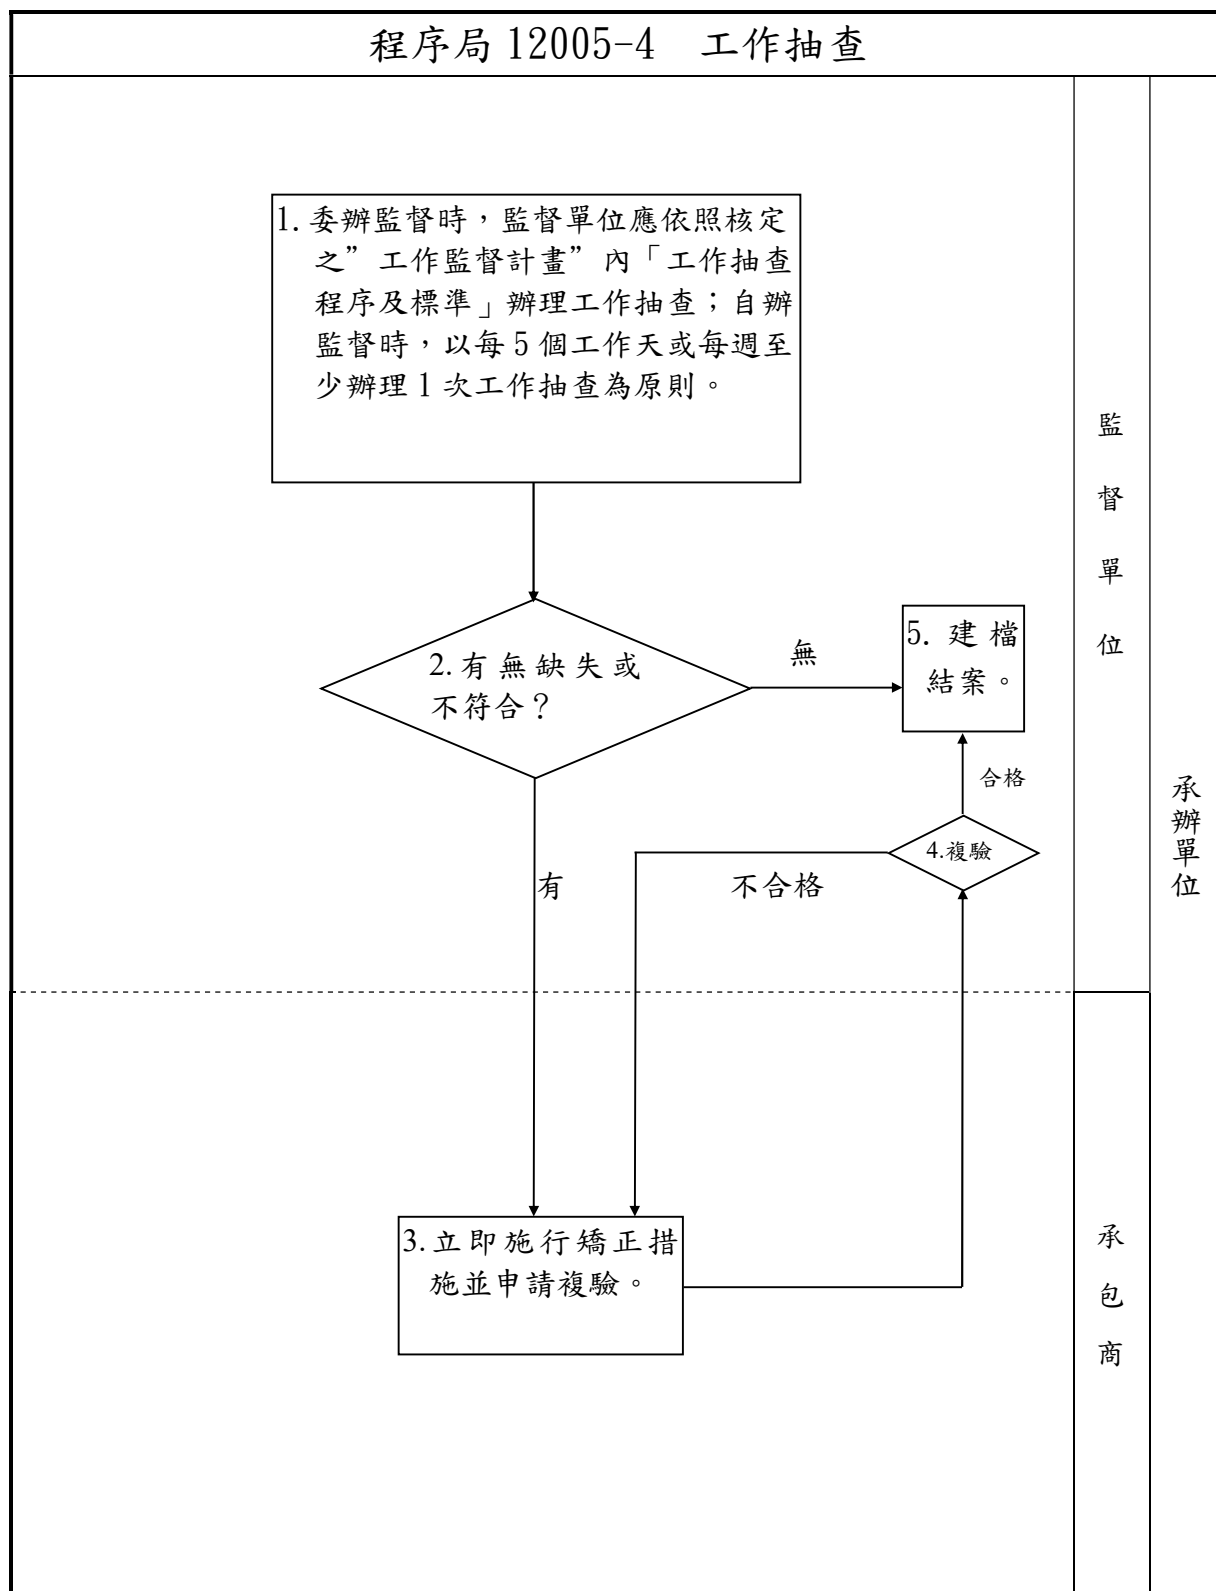 程序局 12005-4　工作抽查
1. 委辦監督時，監督單位應依照核定
之”工作監督計畫”內「工作抽查
程序及標準」辦理工作抽查；自辦
監督時，以每 5 個工作天或每週至
少辦理 1 次工作抽查為原則。
2. 有無缺失或
不符合？
無
5. 建檔
結案。
合格
4.複驗
不合格
有
3. 立即施行矯正措
施並申請複驗。
監督單位
承包商
承辦單位